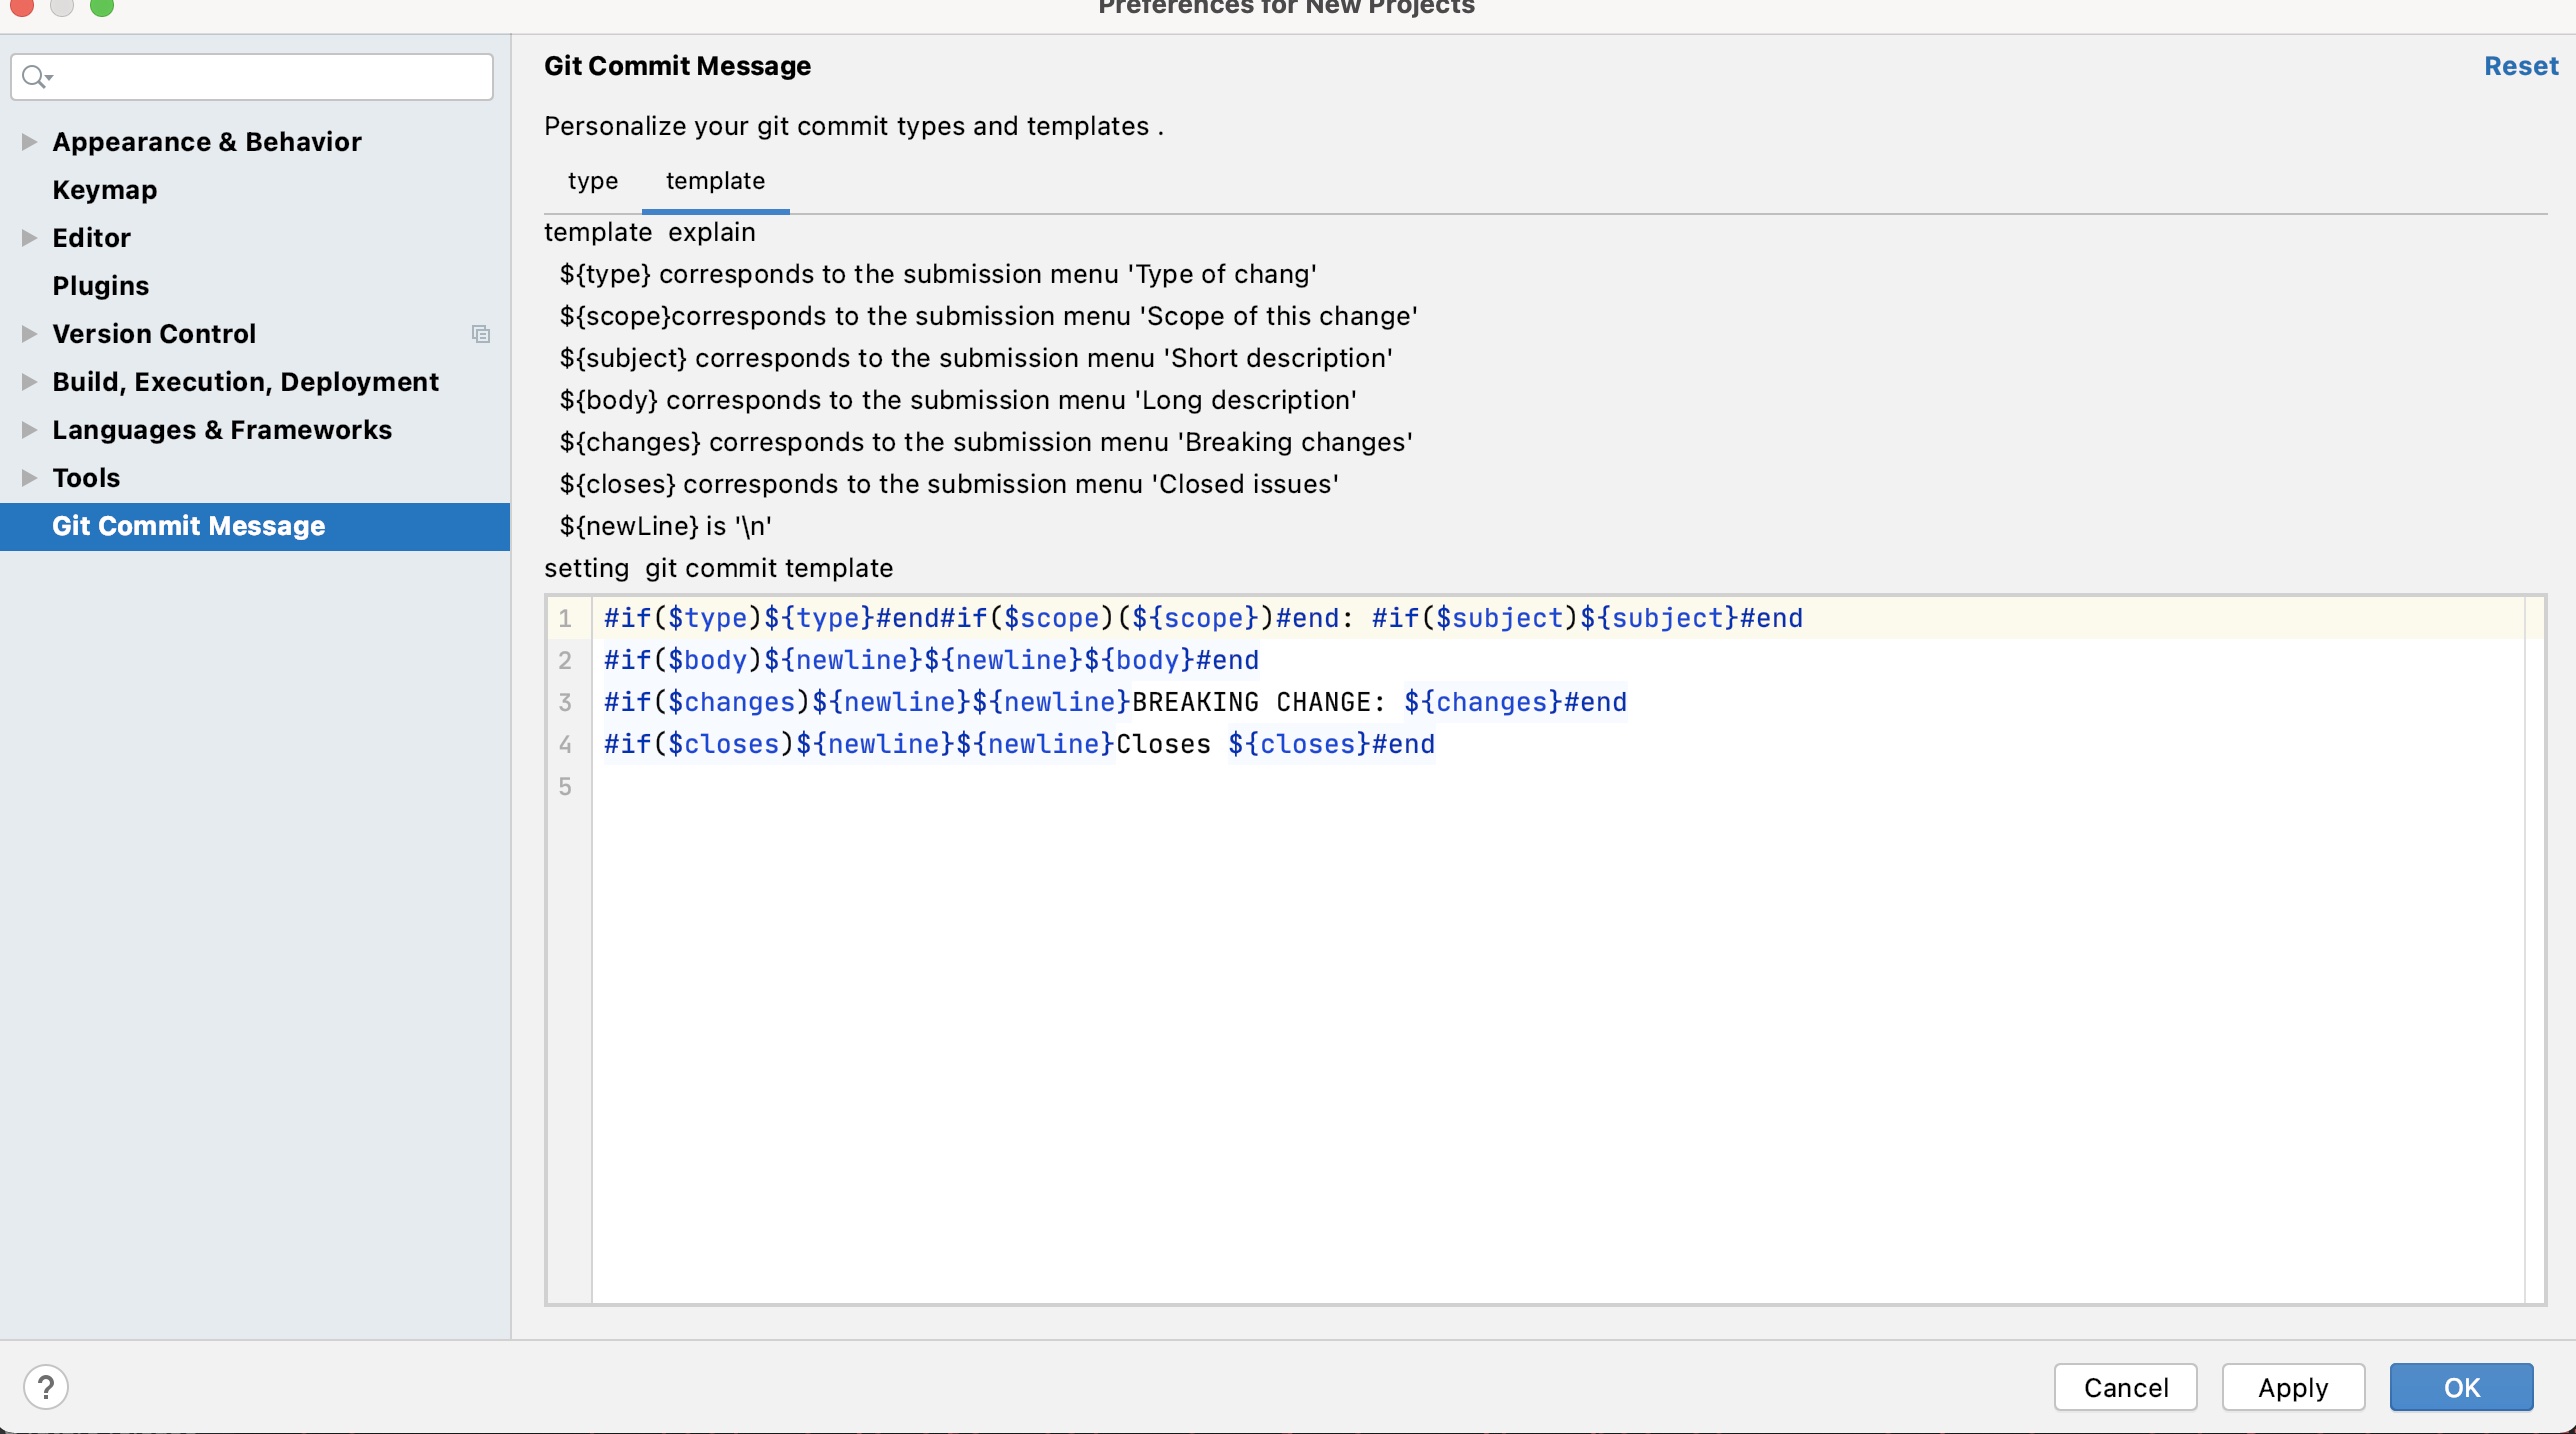 Preferences for New Projects
Git Commit Message
Reset
Personalize your git commit types and templates .
type
template
Appearance & Behavior
Keymap
Editor
Plugins
Version Control
Build, Execution, Deployment
Languages & Frameworks
Tools
Git Commit Message
template explain
${type} corresponds to the submission menu 'Type of chang'
${scope}corresponds to the submission menu 'Scope of this change'
${subject} corresponds to the submission menu 'Short description'
${body} corresponds to the submission menu 'Long description'
${changes} corresponds to the submission menu 'Breaking changes'
${closes} corresponds to the submission menu 'Closed issues'
${newLine} is '\n'
setting git commit template
1 #if($type)${type}#end#if($scope)(${scope})#end: #if($subject)${subject}#end
2 #if($body)${newline}${newline}${body}#end
3 #if($changes)${newline}${newline}BREAKING CHANGE: ${changes}#end
4 #if($closes)${newline}${newline}Closes ${closes}#end
5
?
Cancel
Apply
OK